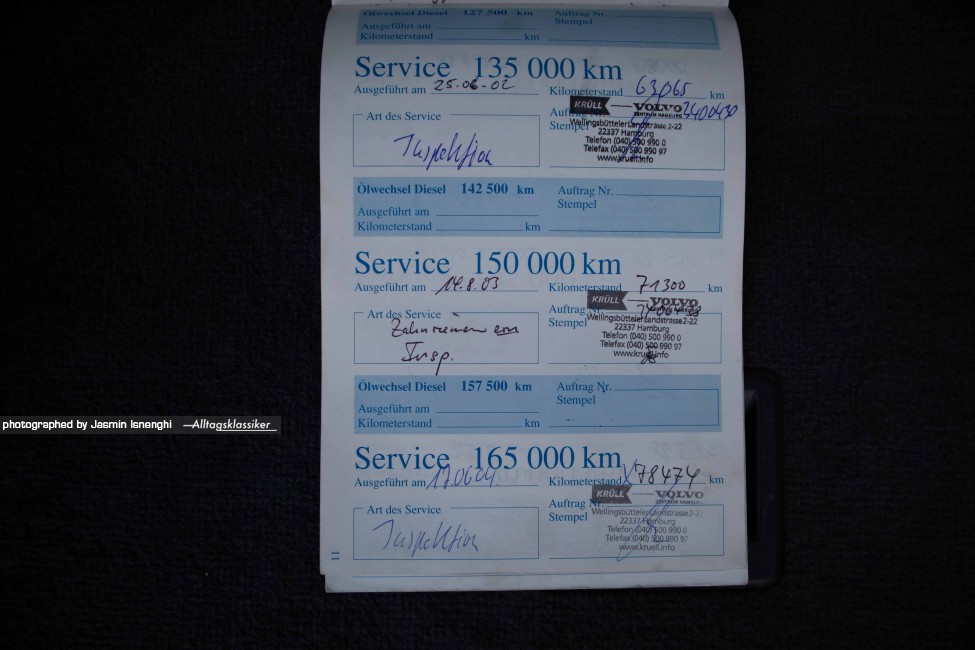 Ölwechsel Diesel 127 500 km Auftrag Nr.
Ausgeführt am Stempel
Kilometerstand km
Service 135 000 km
Ausgeführt am 25-06-02 Kilometerstand 63065 km
Auftrag Nr. 3400430
Art des Service Stempel
Inspektion
KRÜLL VOLVO
ZENTRUM HAMBURG
Wellingsbütteler Landstrasse 2-22
22337 Hamburg
Telefon (040) 500 990 0
Telefax (040) 500 990 97
www.kruell.info
Ölwechsel Diesel 142 500 km Auftrag Nr.
Stempel
Ausgeführt am
Kilometerstand km
Service 150 000 km
Ausgeführt am 14.8.03 Kilometerstand 71300 km
Auftrag Nr.
Art des Service Stempel
Zahnriemen ern
Insp.
KRÜLL VOLVO
Wellingsbütteler Landstrasse 2-22
22337 Hamburg
Telefon (040) 500 990 0
Telefax (040) 500 990 97
www.kruell.info
Ölwechsel Diesel 157 500 km Auftrag Nr.
Stempel
Ausgeführt am
Kilometerstand km
Service 165 000 km
Ausgeführt am 170604 Kilometerstand 78474 km
Auftrag Nr.
Art des Service Stempel
Inspektion
KRÜLL VOLVO
ZENTRUM HAMBURG
Wellingsbütteler Landstrasse 2-22
22337 Hamburg
Telefon (040) 500 990 0
Telefax (040) 500 990 97
www.kruell.info
11
photographed by Jasmin Isnenghi —Alltagsklassiker